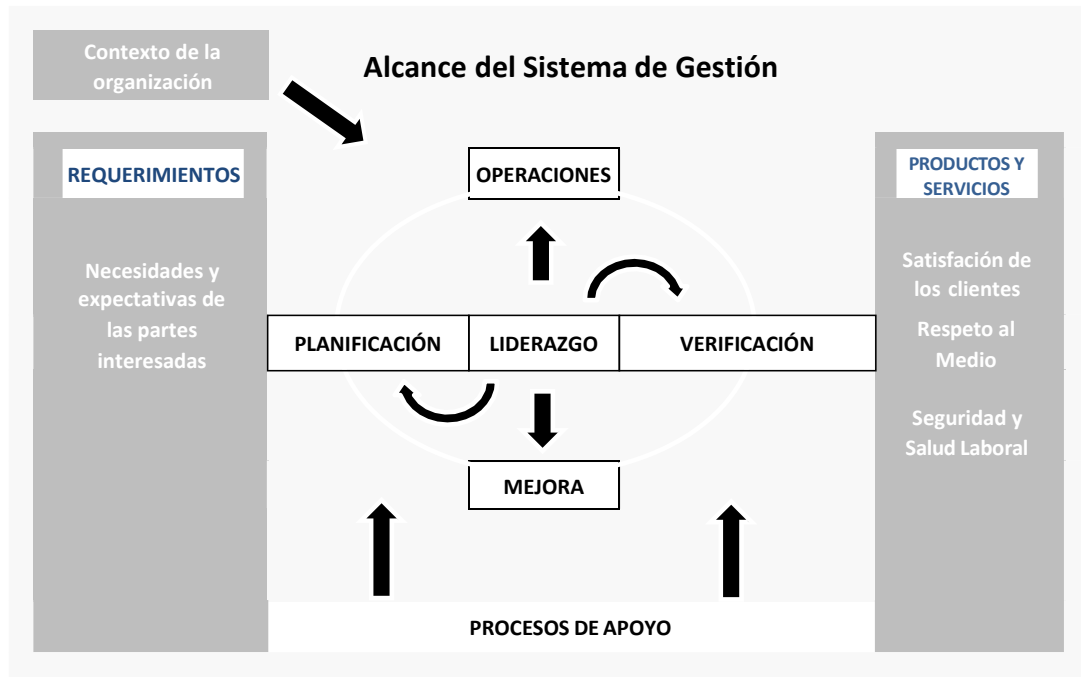 Contexto de la
organización
Alcance del Sistema de Gestión
REQUERIMIENTOS
Necesidades y
expectativas de
las partes
interesadas
OPERACIONES
PLANIFICACIÓN
LIDERAZGO
VERIFICACIÓN
MEJORA
PROCESOS DE APOYO
PRODUCTOS Y
SERVICIOS
Satisfación de
los clientes
Respeto al
Medio
Seguridad y
Salud Laboral